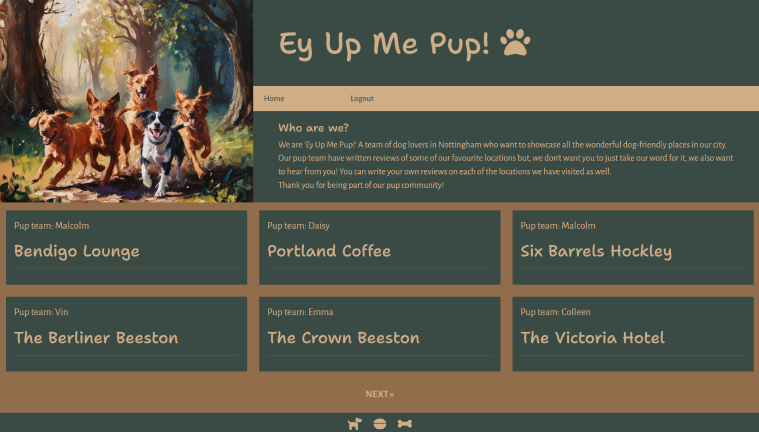 Ey Up Me Pup!
Home Logout
Who are we?
We are 'Ey Up Me Pup!' A team of dog lovers in Nottingham who want to showcase all the wonderful dog-friendly places in our city.
Our pup team have written reviews of some of our favourite locations but, we don't want you to just take our word for it, we also want
to hear from you! You can write your own reviews on each of the locations we have visited as well.
Thank you for being part of our pup community!
Pup team: Malcolm
Bendigo Lounge
Pup team: Daisy
Portland Coffee
Pup team: Malcolm
Six Barrels Hockley
Pup team: Vin
The Berliner Beeston
Pup team: Emma
The Crown Beeston
Pup team: Colleen
The Victoria Hotel
NEXT »